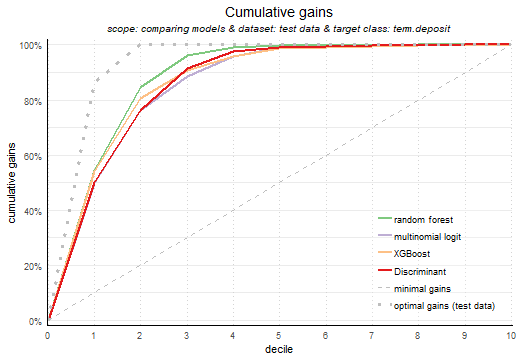 Cumulative gains
scope: comparing models & dataset: test data & target class: term.deposit
100%
80%
60%
40%
20%
0%
cumulative gains
random forest
multinomial logit
XGBoost
Discriminant
minimal gains
optimal gains (test data)
0 1 2 3 4 5 6 7 8 9 10
decile